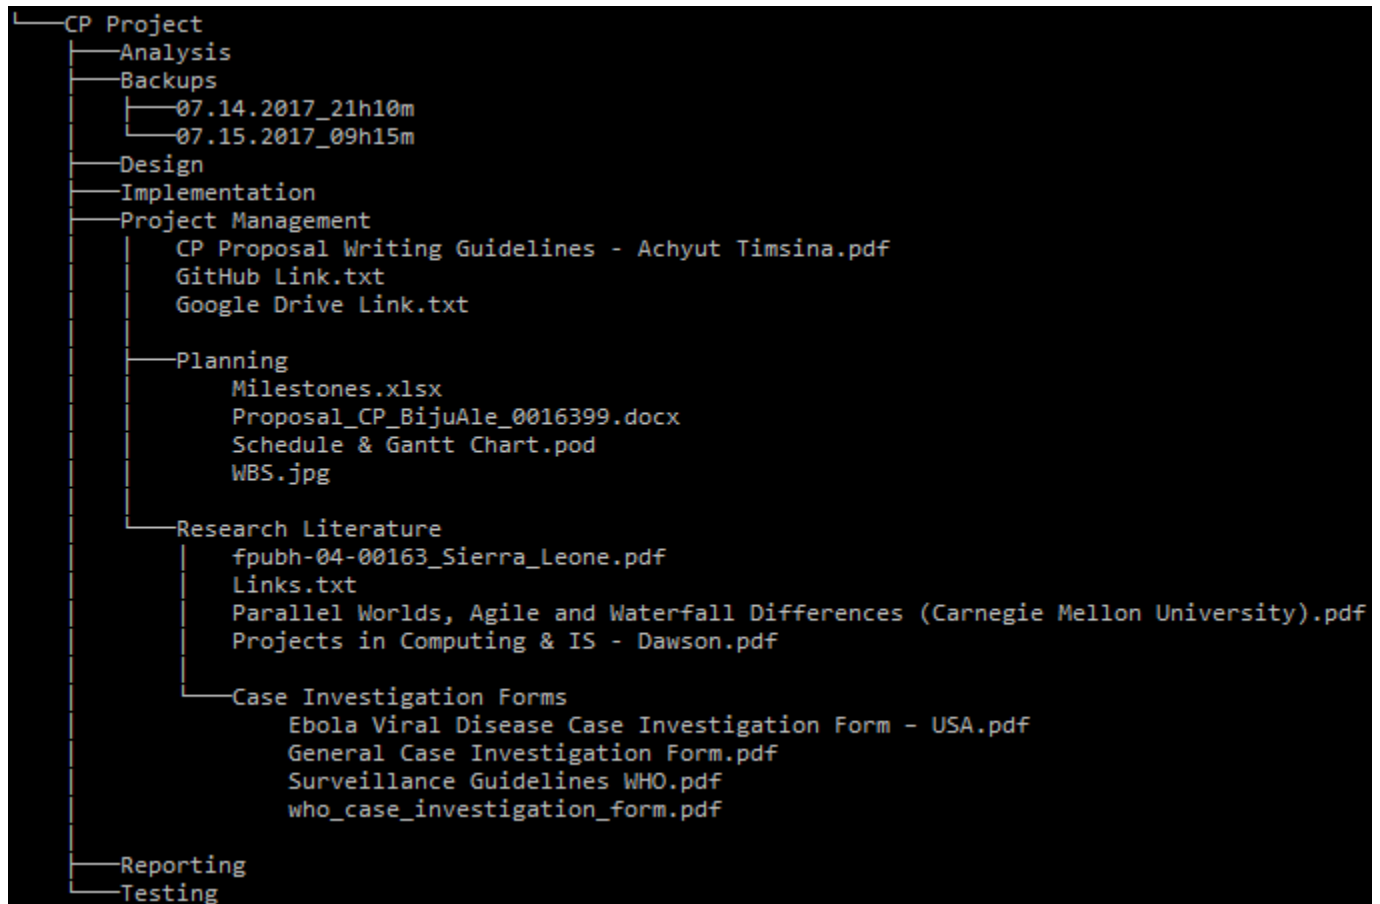 CP Project
Analysis
Backups
07.14.2017_21h10m
07.15.2017_09h15m
Design
Implementation
Project Management
CP Proposal Writing Guidelines - Achyut Timsina.pdf
GitHub Link.txt
Google Drive Link.txt
Planning
Milestones.xlsx
Proposal_CP_BijuAle_0016399.docx
Schedule & Gantt Chart.pod
WBS.jpg
Research Literature
fpubh-04-00163_Sierra_Leone.pdf
Links.txt
Parallel Worlds, Agile and Waterfall Differences (Carnegie Mellon University).pdf
Projects in Computing & IS - Dawson.pdf
Case Investigation Forms
Ebola Viral Disease Case Investigation Form – USA.pdf
General Case Investigation Form.pdf
Surveillance Guidelines WHO.pdf
who_case_investigation_form.pdf
Reporting
Testing